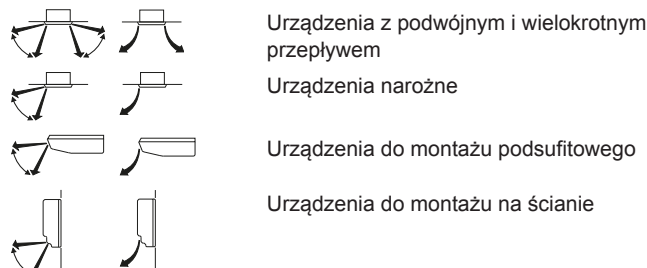 Urządzenia z podwójnym i wielokrotnym
przepływem
Urządzenia narożne
Urządzenia do montażu podsufitowego
Urządzenia do montażu na ścianie